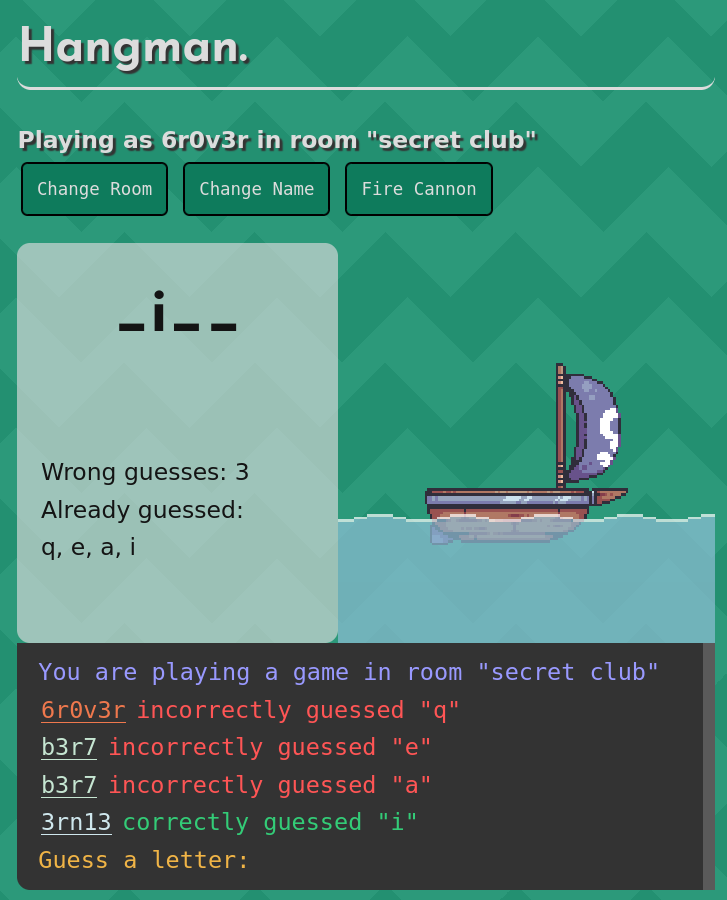 Hangman.
Playing as 6r0v3r in room "secret club"
Change Room Change Name Fire Cannon
_i__
Wrong guesses: 3
Already guessed:
q, e, a, i
You are playing a game in room "secret club"
6r0v3r incorrectly guessed "q"
b3r7 incorrectly guessed "e"
b3r7 incorrectly guessed "a"
3rn13 correctly guessed "i"
Guess a letter: